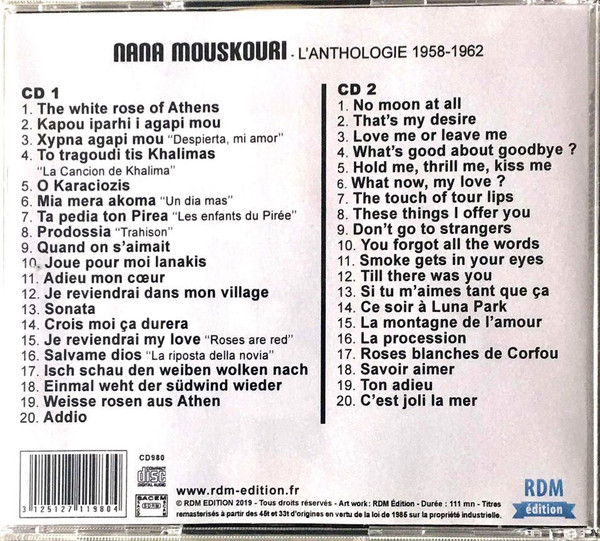 NANA MOUSKOURI - L'ANTHOLOGIE 1958-1962
CD 1
1. The white rose of Athens
2. Kapou iparhi i agapi mou
3. Xypna agapi mou "Despierta, mi amor"
4. To tragoudi tis Khalimas
"La Cancion de Khalima"
5. O Karaciozis
6. Mia mera akoma "Un dia mas"
7. Ta pedia ton Pirea "Les enfants du Pirée"
8. Prodossia "Trahison"
9. Quand on s'aimait
10. Joue pour moi Ianakis
11. Adieu mon cœur
12. Je reviendrai dans mon village
13. Sonata
14. Crois moi ça durera
15. Je reviendrai my love "Roses are red"
16. Salvame dios "La riposta della novia"
17. Isch schau den weiben wolken nach
18. Einmal weht der südwind wieder
19. Weisse rosen aus Athen
20. Addio
CD 2
1. No moon at all
2. That's my desire
3. Love me or leave me
4. What's good about goodbye ?
5. Hold me, thrill me, kiss me
6. What now, my love ?
7. The touch of tour lips
8. These things I offer you
9. Don't go to strangers
10. You forgot all the words
11. Smoke gets in your eyes
12. Till there was you
13. Si tu m'aimes tant que ça
14. Ce soir à Luna Park
15. La montagne de l'amour
16. La procession
17. Roses blanches de Corfou
18. Savoir aimer
19. Ton adieu
20. C'est joli la mer
CD980
COMPACT
disc
DIGITAL AUDIO
SACEM
3 125127 119804
www.rdm-edition.fr
© RDM EDITION 2019 - Tous droits réservés - Art work : RDM Édition - Durée : 111 mn - Titres
remasterisés à partir des 45t et 33t d'origines en vertu de la loi de 1985 sur la propriété industrielle.
RDM
édition